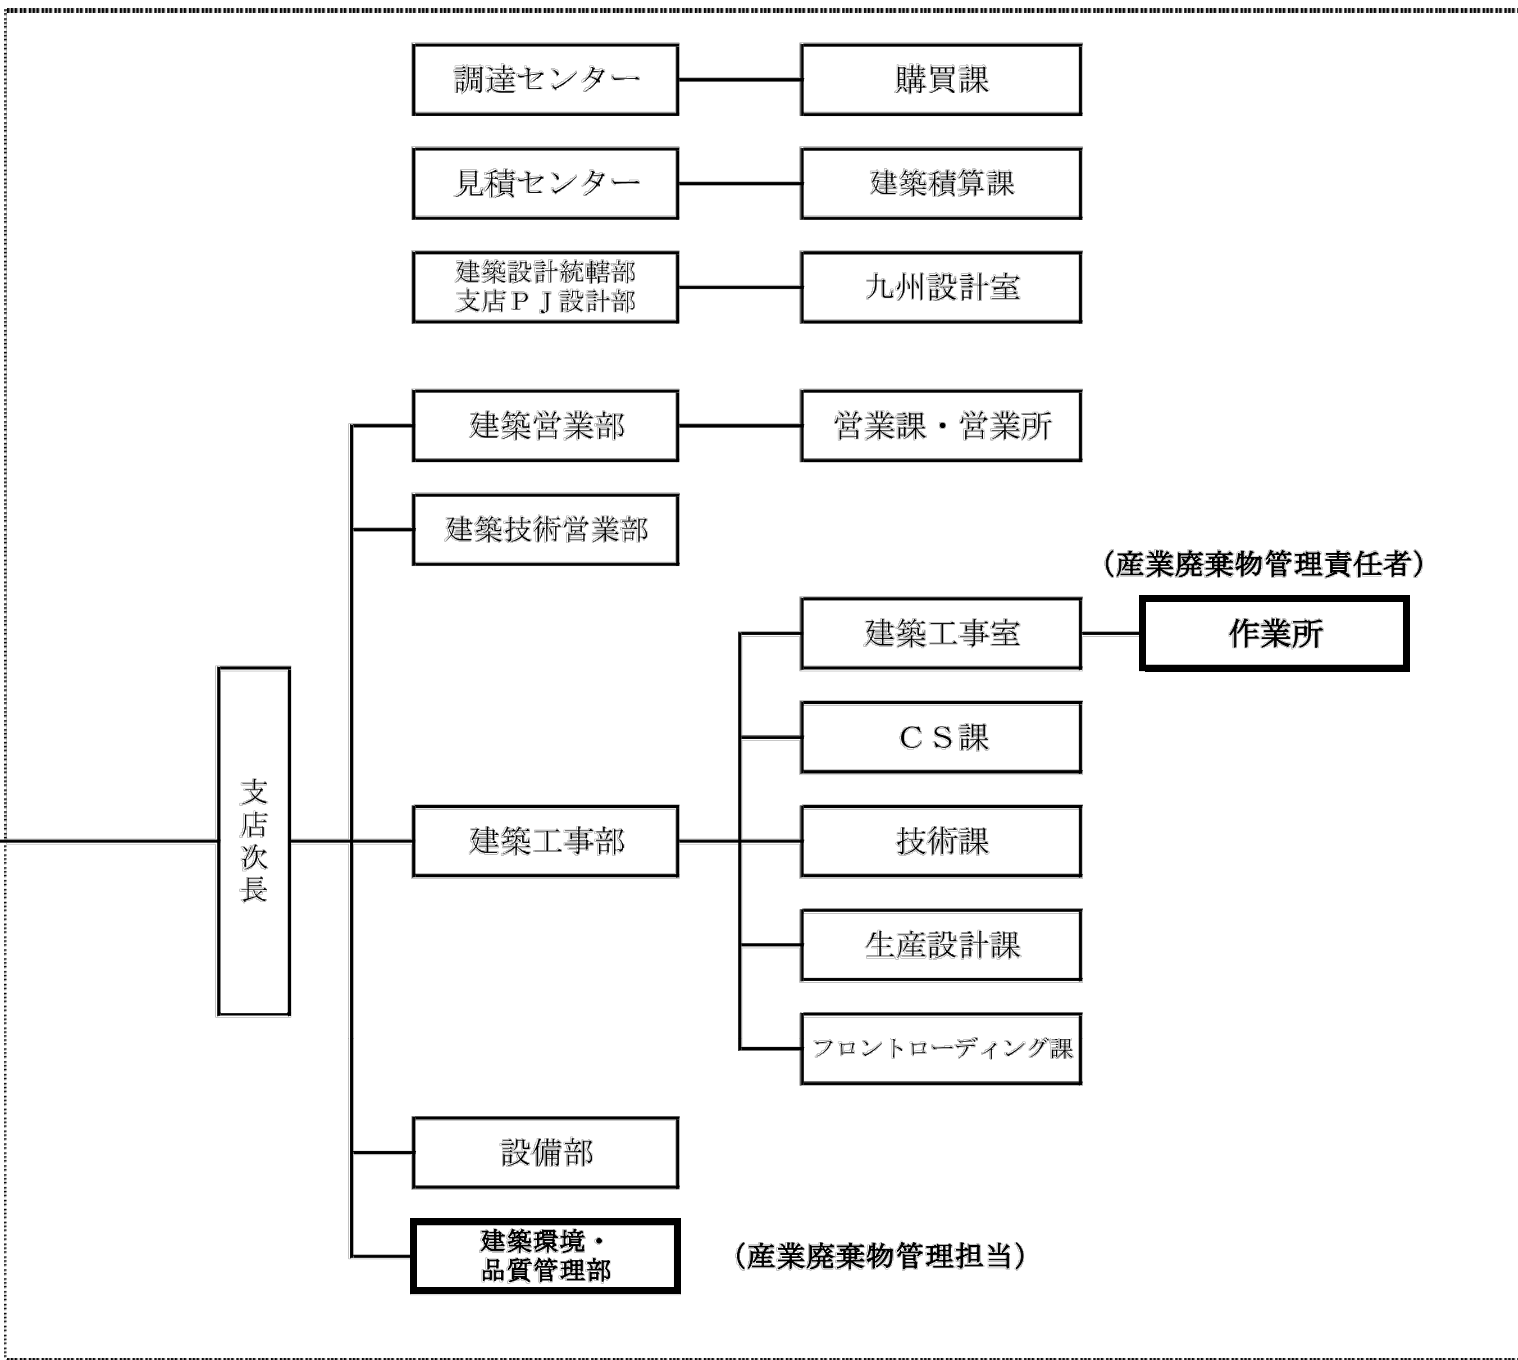 調達センター
購買課
見積センター
建築積算課
建築設計統轄部
支店ＰＪ設計部
九州設計室
建築営業部
営業課・営業所
建築技術営業部
（産業廃棄物管理責任者）
建築工事室
作業所
ＣＳ課
支店次長
建築工事部
技術課
生産設計課
フロントローディング課
設備部
建築環境・
品質管理部
（産業廃棄物管理担当）